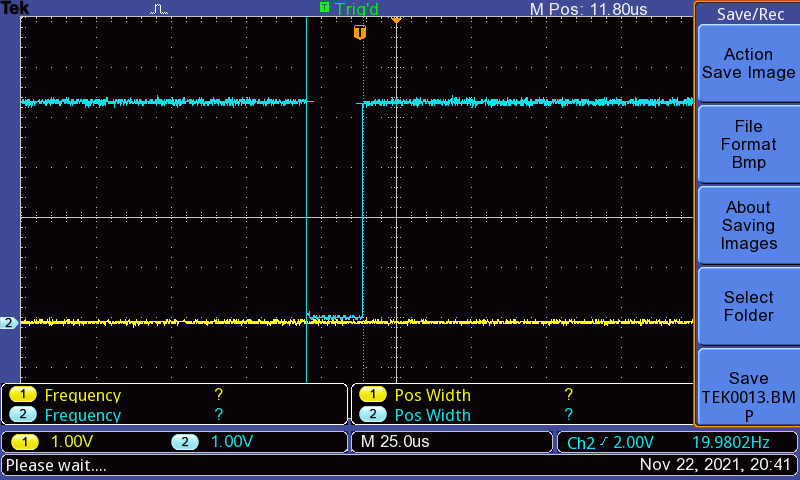 Tek
T Trig'd
M Pos: 11.80us
Save/Rec
T
Action
Save Image
File
Format
Bmp
About
Saving
Images
Select
Folder
Save
TEK0013.BM
P
2
1 Frequency ?
2 Frequency ?
1 Pos Width ?
2 Pos Width ?
1 1.00V
2 1.00V
M 25.0us
Ch2 2.00V 19.9802Hz
Please wait....
Nov 22, 2021, 20:41